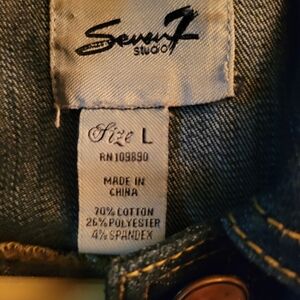 Seven7
STUDIO
Size L
RN 109890
MADE IN
CHINA
70% COTTON
26% POLYESTER
4% SPANDEX